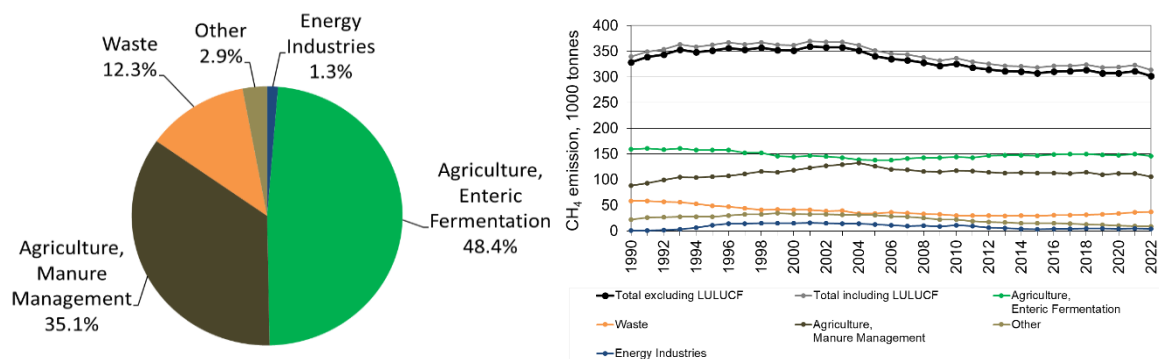 Energy
Industries
1.3%
Other
2.9%
Waste
12.3%
Agriculture,
Enteric
Fermentation
48.4%
Agriculture,
Manure
Management
35.1%
CH4 emission, 1000 tonnes
400
350
300
250
200
150
100
50
0
1990
1992
1994
1996
1998
2000
2002
2004
2006
2008
2010
2012
2014
2016
2018
2020
2022
Total excluding LULUCF
Total including LULUCF
Agriculture,
Enteric Fermentation
Waste
Agriculture,
Manure Management
Other
Energy Industries